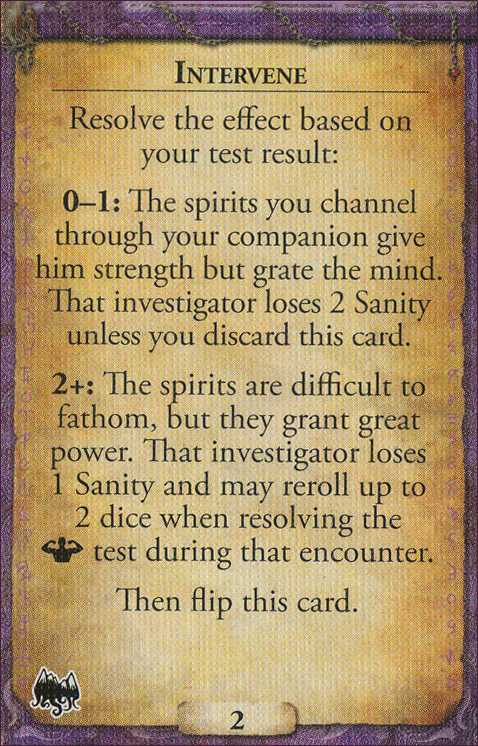 INTERVENE
Resolve the effect based on
your test result:
0–1: The spirits you channel
through your companion give
him strength but grate the mind.
That investigator loses 2 Sanity
unless you discard this card.
2+: The spirits are difficult to
fathom, but they grant great
power. That investigator loses
1 Sanity and may reroll up to
2 dice when resolving the
test during that encounter.
Then flip this card.
2